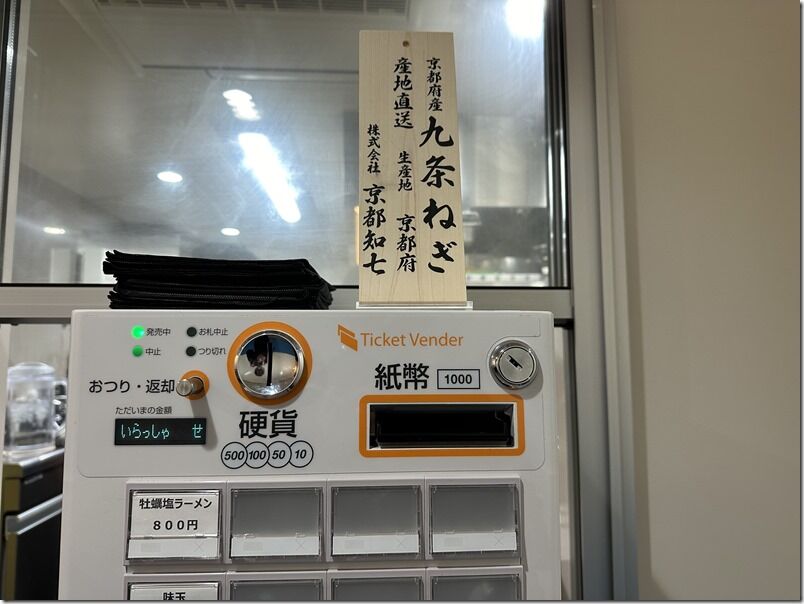 京都府産 九条ねぎ
産地直送 生産地 京都府
株式会社 京都知七
発売中 お札中止
中止 つり切れ
Ticket Vender
おつり・返却
紙幣 1000
ただいまの金額
いらっしゃ せ
硬貨
500 100 50 10
牡蠣塩ラーメン
800円
味玉